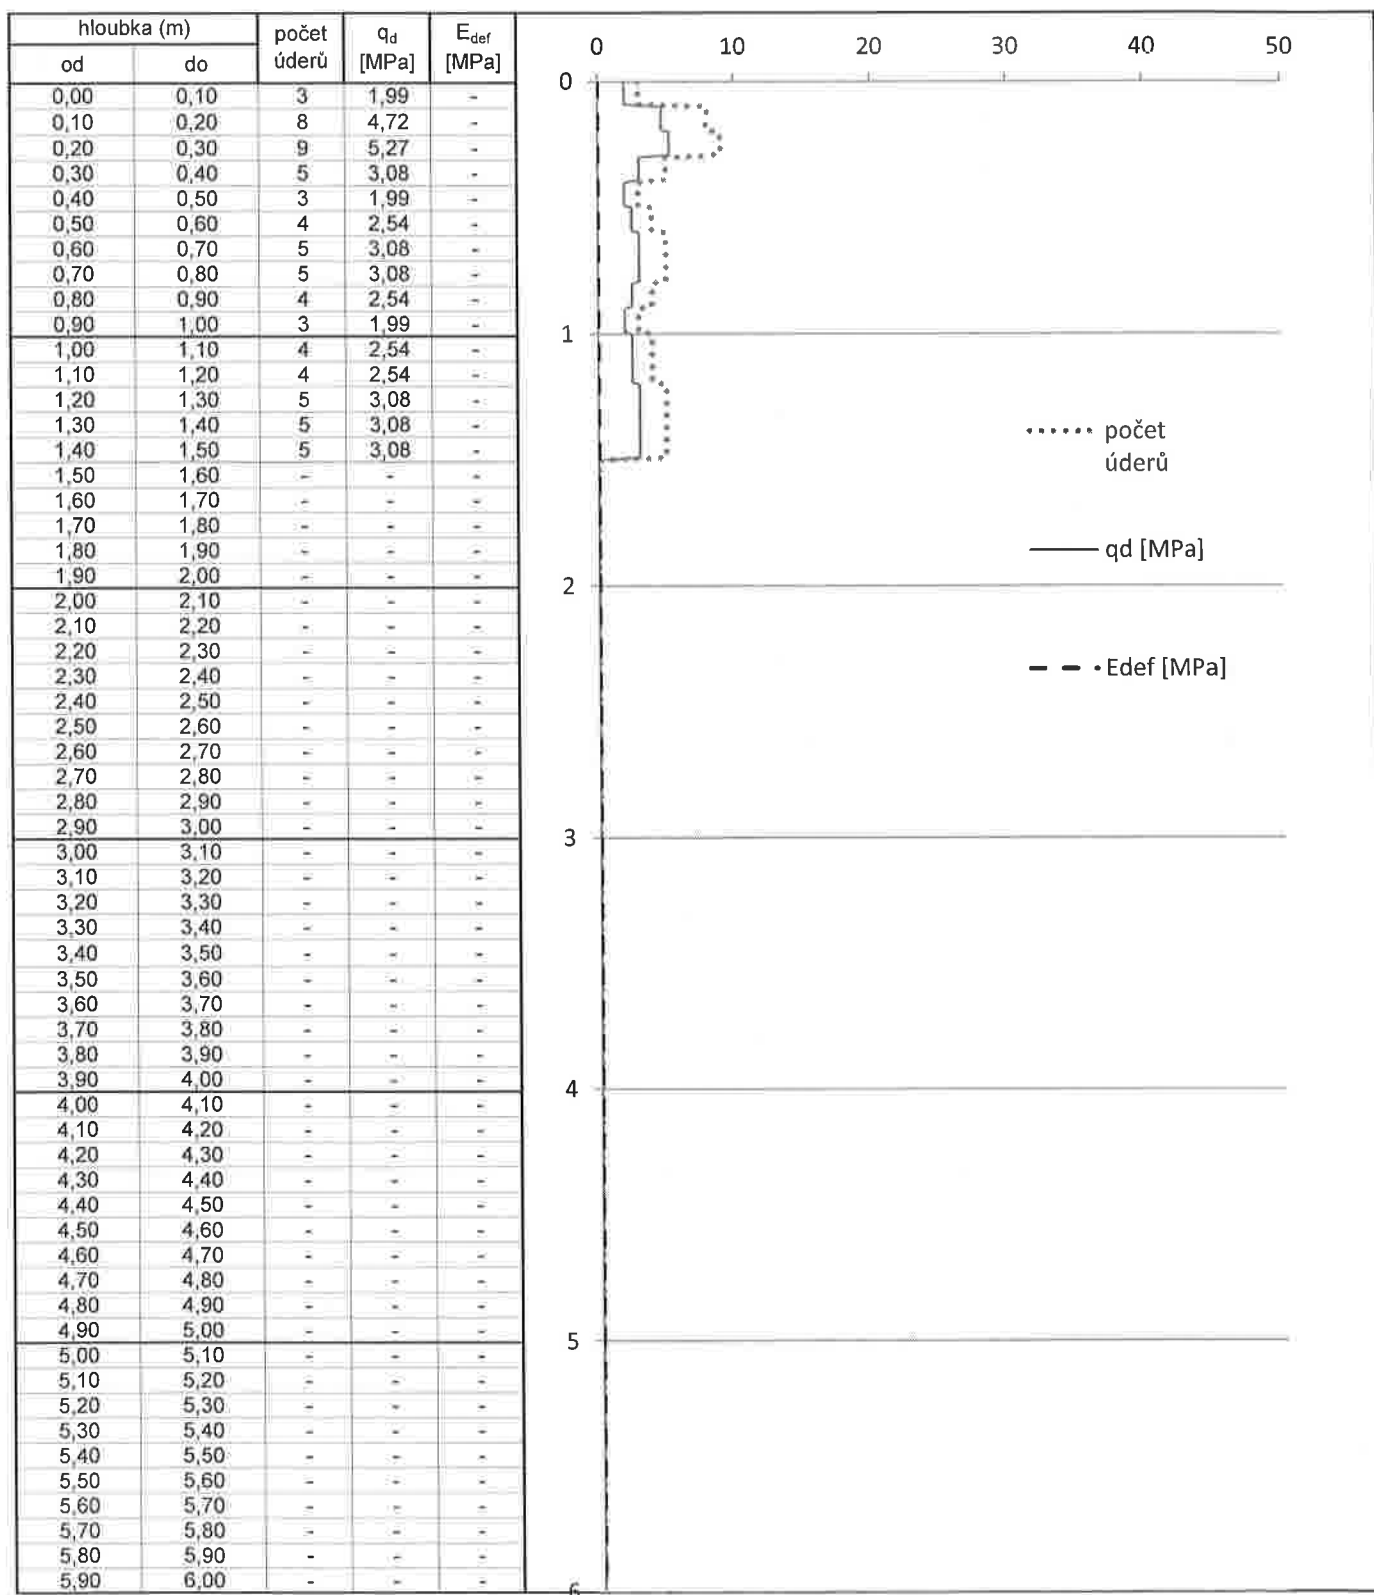 hloubka (m) počet úderů qd [MPa] Edef [MPa]
od do
0,00 0,10 3 1,99 -
0,10 0,20 8 4,72 -
0,20 0,30 9 5,27 -
0,30 0,40 5 3,08 -
0,40 0,50 3 1,99 -
0,50 0,60 4 2,54 -
0,60 0,70 5 3,08 -
0,70 0,80 5 3,08 -
0,80 0,90 4 2,54 -
0,90 1,00 3 1,99 -
1,00 1,10 4 2,54 -
1,10 1,20 4 2,54 -
1,20 1,30 5 3,08 -
1,30 1,40 5 3,08 -
1,40 1,50 5 3,08 -
1,50 1,60 - - -
1,60 1,70 - - -
1,70 1,80 - - -
1,80 1,90 - - -
1,90 2,00 - - -
2,00 2,10 - - -
2,10 2,20 - - -
2,20 2,30 - - -
2,30 2,40 - - -
2,40 2,50 - - -
2,50 2,60 - - -
2,60 2,70 - - -
2,70 2,80 - - -
2,80 2,90 - - -
2,90 3,00 - - -
3,00 3,10 - - -
3,10 3,20 - - -
3,20 3,30 - - -
3,30 3,40 - - -
3,40 3,50 - - -
3,50 3,60 - - -
3,60 3,70 - - -
3,70 3,80 - - -
3,80 3,90 - - -
3,90 4,00 - - -
4,00 4,10 - - -
4,10 4,20 - - -
4,20 4,30 - - -
4,30 4,40 - - -
4,40 4,50 - - -
4,50 4,60 - - -
4,60 4,70 - - -
4,70 4,80 - - -
4,80 4,90 - - -
4,90 5,00 - - -
5,00 5,10 - - -
5,10 5,20 - - -
5,20 5,30 - - -
5,30 5,40 - - -
5,40 5,50 - - -
5,50 5,60 - - -
5,60 5,70 - - -
5,70 5,80 - - -
5,80 5,90 - - -
5,90 6,00 - - -
0 10 20 30 40 50
0
1
2
3
4
5
6
počet
úderů
qd [MPa]
Edef [MPa]